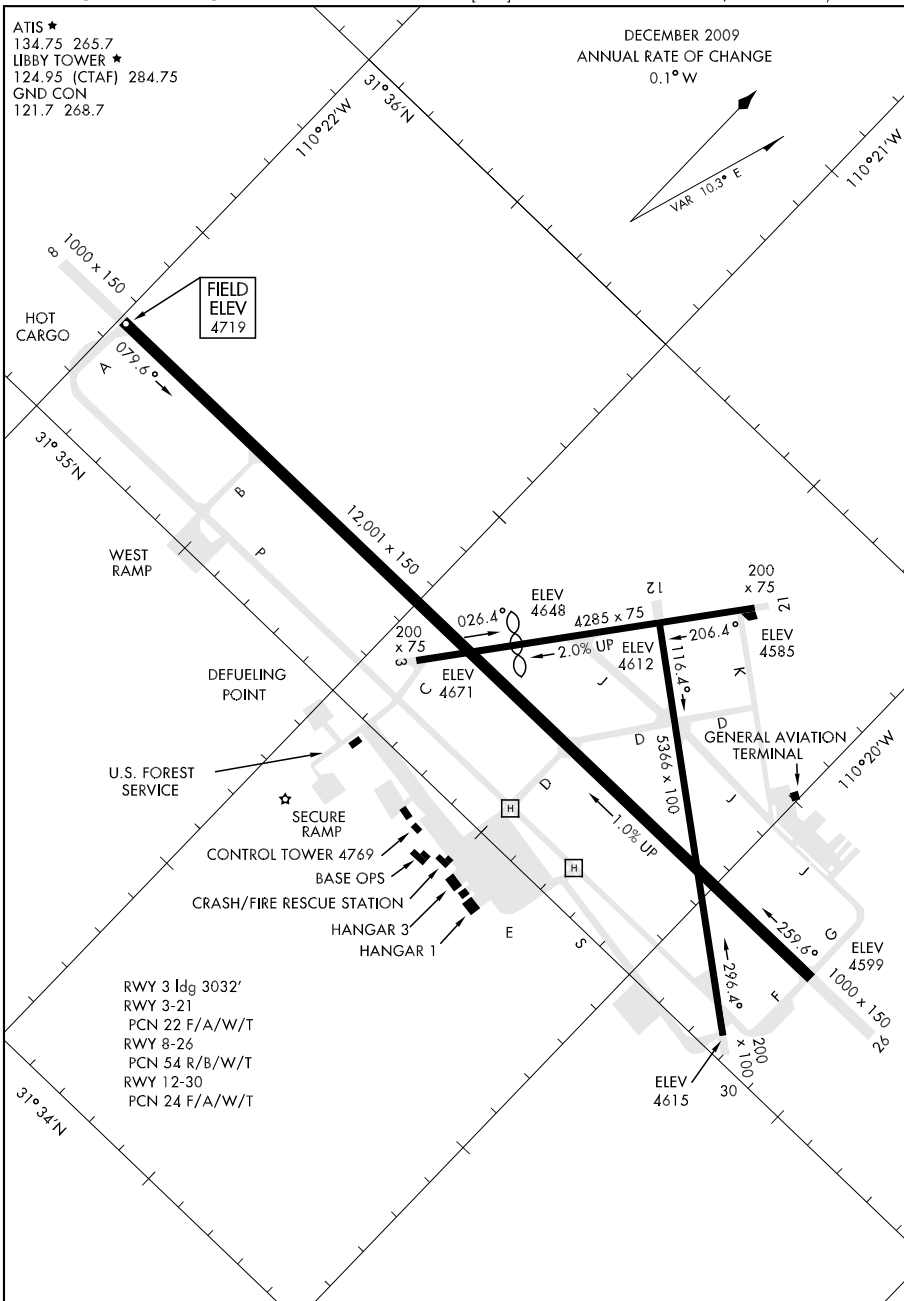 ATIS ★
134.75 265.7
LIBBY TOWER ★
124.95 (CTAF) 284.75
GND CON
121.7 268.7
DECEMBER 2009
ANNUAL RATE OF CHANGE
0.1° W
VAR 10.3° E
31°36'N
110°22'W
110°21'W
8
1000 x 150
FIELD
ELEV
4719
HOT
CARGO
A
079.6°
31°35'N
B
P
12,001 x 150
WEST
RAMP
200
x 75
3
026.4°
ELEV
4648
4285 x 75
12
200
x 75
21
2.0% UP
ELEV
4612
206.4°
ELEV
4585
ELEV
4671
C
J
116.4°
K
DEFUELING
POINT
D
D
D
J
J
5366 x 100
GENERAL AVIATION
TERMINAL
110°20'W
U.S. FOREST
SERVICE
SECURE
RAMP
H
H
1.0% UP
CONTROL TOWER 4769
BASE OPS
CRASH/FIRE RESCUE STATION
HANGAR 3
HANGAR 1
E
S
259.6°
G
F
ELEV
4599
1000 x 150
26
296.4°
200
x 100
30
ELEV
4615
RWY 3 ldg 3032'
RWY 3-21
PCN 22 F/A/W/T
RWY 8-26
PCN 54 R/B/W/T
RWY 12-30
PCN 24 F/A/W/T
31°34'N